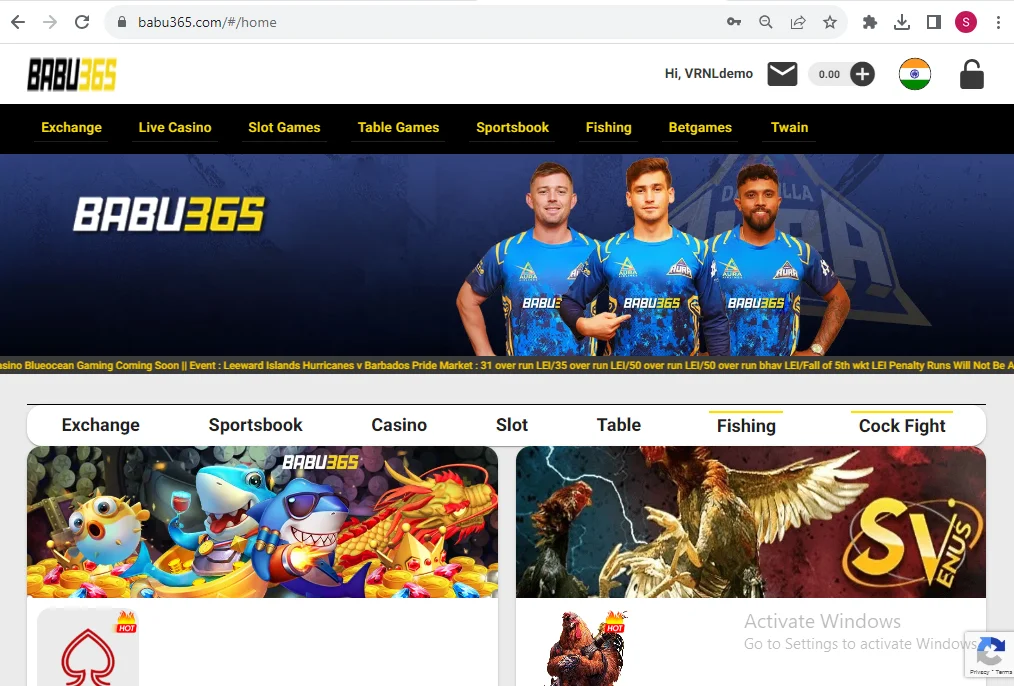 babu365.com/#/home
S
BABU365
Hi, VRNLdemo
0.00
Exchange
Live Casino
Slot Games
Table Games
Sportsbook
Fishing
Betgames
Twain
BABU365
AURA
AURA
AURA
BABU365
BABU365
asino Blueocean Gaming Coming Soon || Event : Leeward Islands Hurricanes v Barbados Pride Market : 31 over run LEI/35 over run LEI/50 over run LEI/50 over run bhav LEI/Fall of 5th wkt LEI Penalty Runs Will Not Be A
Exchange
Sportsbook
Casino
Slot
Table
Fishing
Cock Fight
BABU365
SV
ENUS
HOT
HOT
Activate Windows
Go to Settings to activate Windows
Privacy - Terms